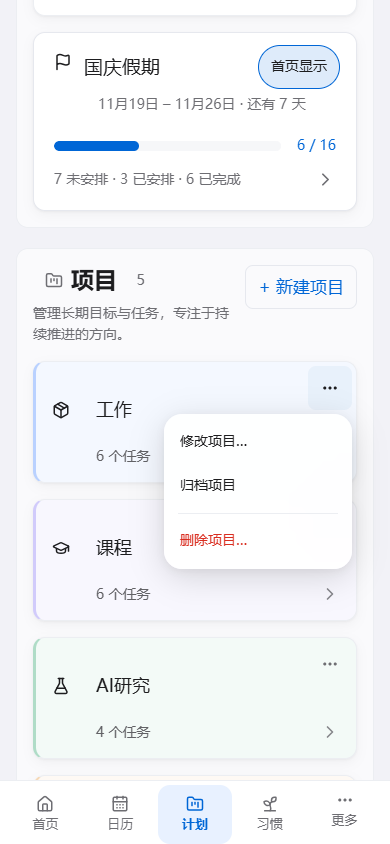 国庆假期
首页显示
11月19日 – 11月26日 · 还有 7 天
6 / 16
7 未安排 · 3 已安排 · 6 已完成
项目 5
+ 新建项目
管理长期目标与任务，专注于持
续推进的方向。
工作
6 个任务
修改项目...
归档项目
删除项目...
课程
6 个任务
AI研究
4 个任务
首页
日历
计划
习惯
更多